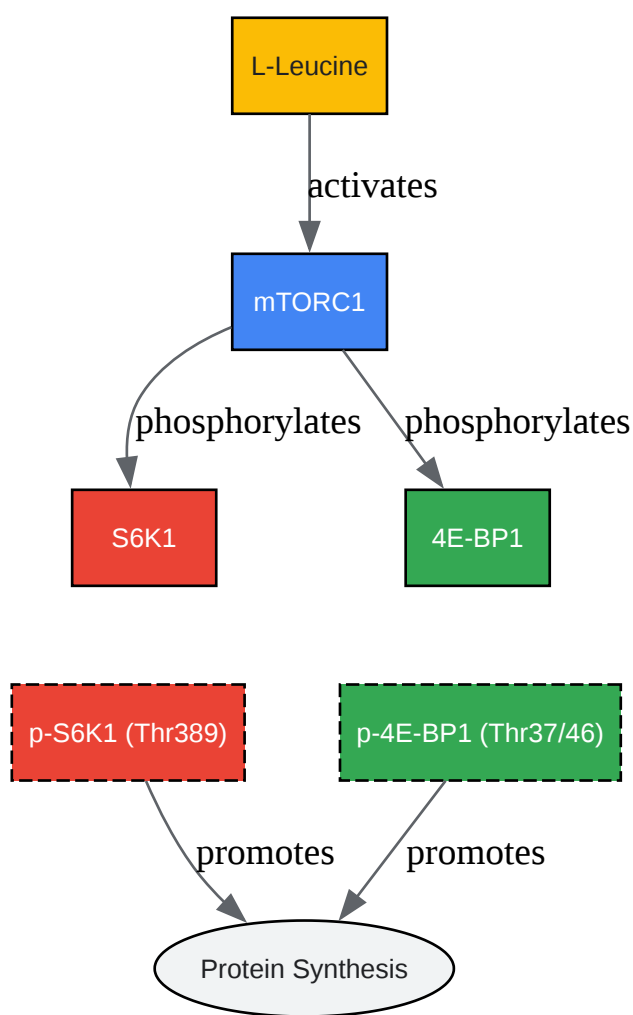 L-Leucine
activates
mTORC1
phosphorylates
phosphorylates
S6K1
4E-BP1
p-S6K1 (Thr389)
p-4E-BP1 (Thr37/46)
promotes
promotes
Protein Synthesis